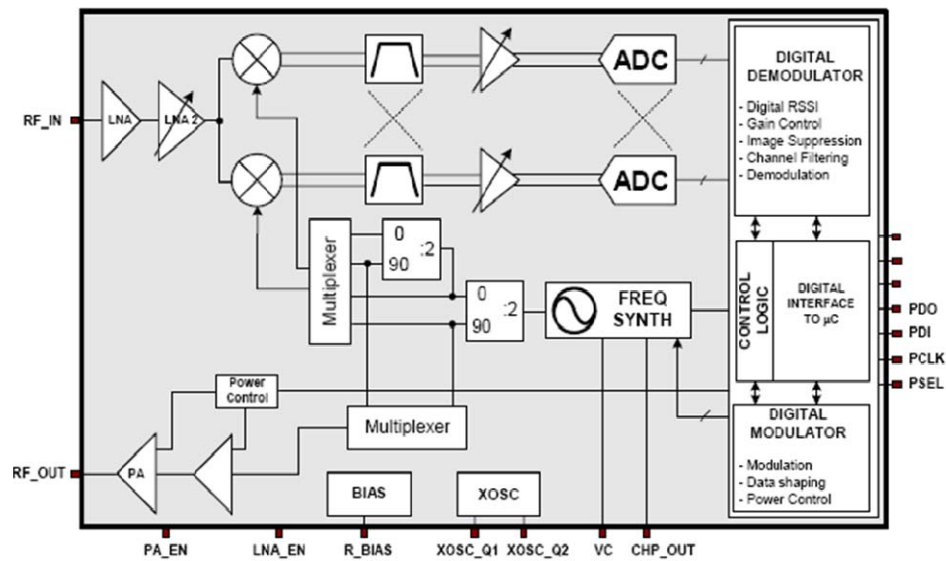 RF_IN
LNA
LNA 2
ADC
DIGITAL
DEMODULATOR
- Digital RSSI
- Gain Control
- Image Suppression
- Channel Filtering
- Demodulation
ADC
Multiplexer
0
:2
90
0
:2
90
FREQ
SYNTH
CONTROL
LOGIC
DIGITAL
INTERFACE
TO µC
PDO
PDI
PCLK
PSEL
Power
Control
Multiplexer
DIGITAL
MODULATOR
- Modulation
- Data shaping
- Power Control
RF_OUT
PA
BIAS
XOSC
PA_EN
LNA_EN
R_BIAS
XOSC_Q1
XOSC_Q2
VC
CHP_OUT